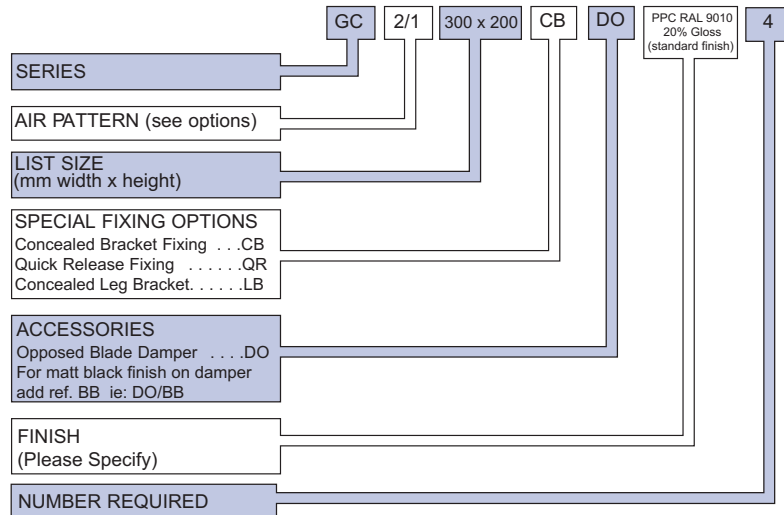 GC 2/1 300 x 200 CB DO PPC RAL 9010 4
20% Gloss
(standard finish)
SERIES
AIR PATTERN (see options)
LIST SIZE
(mm width x height)
SPECIAL FIXING OPTIONS
Concealed Bracket Fixing . . .CB
Quick Release Fixing . . . . . .QR
Concealed Leg Bracket. . . . . .LB
ACCESSORIES
Opposed Blade Damper . . . .DO
For matt black finish on damper
add ref. BB ie: DO/BB
FINISH
(Please Specify)
NUMBER REQUIRED